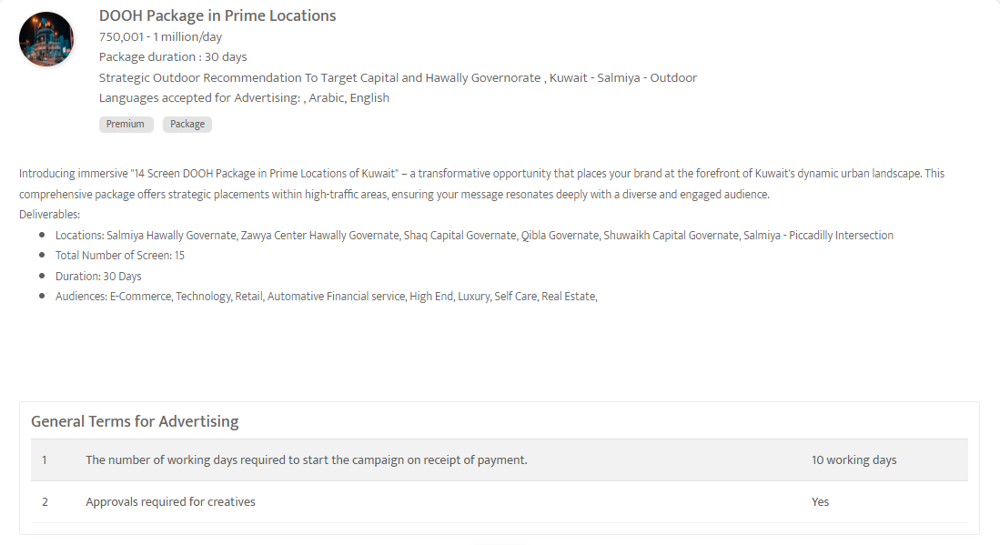 DOOH Package in Prime Locations
750,001 - 1 million/day
Package duration : 30 days
Strategic Outdoor Recommendation To Target Capital and Hawally Governorate , Kuwait - Salmiya - Outdoor
Languages accepted for Advertising: , Arabic, English
Premium Package
Introducing immersive "14 Screen DOOH Package in Prime Locations of Kuwait" – a transformative opportunity that places your brand at the forefront of Kuwait's dynamic urban landscape. This
comprehensive package offers strategic placements within high-traffic areas, ensuring your message resonates deeply with a diverse and engaged audience.
Deliverables:
• Locations: Salmiya Hawally Governate, Zawya Center Hawally Governate, Shaq Capital Governate, Qibla Governate, Shuwaikh Capital Governate, Salmiya - Piccadilly Intersection
• Total Number of Screen: 15
• Duration: 30 Days
• Audiences: E-Commerce, Technology, Retail, Automative Financial service, High End, Luxury, Self Care, Real Estate,
General Terms for Advertising
1 The number of working days required to start the campaign on receipt of payment. 10 working days
2 Approvals required for creatives Yes